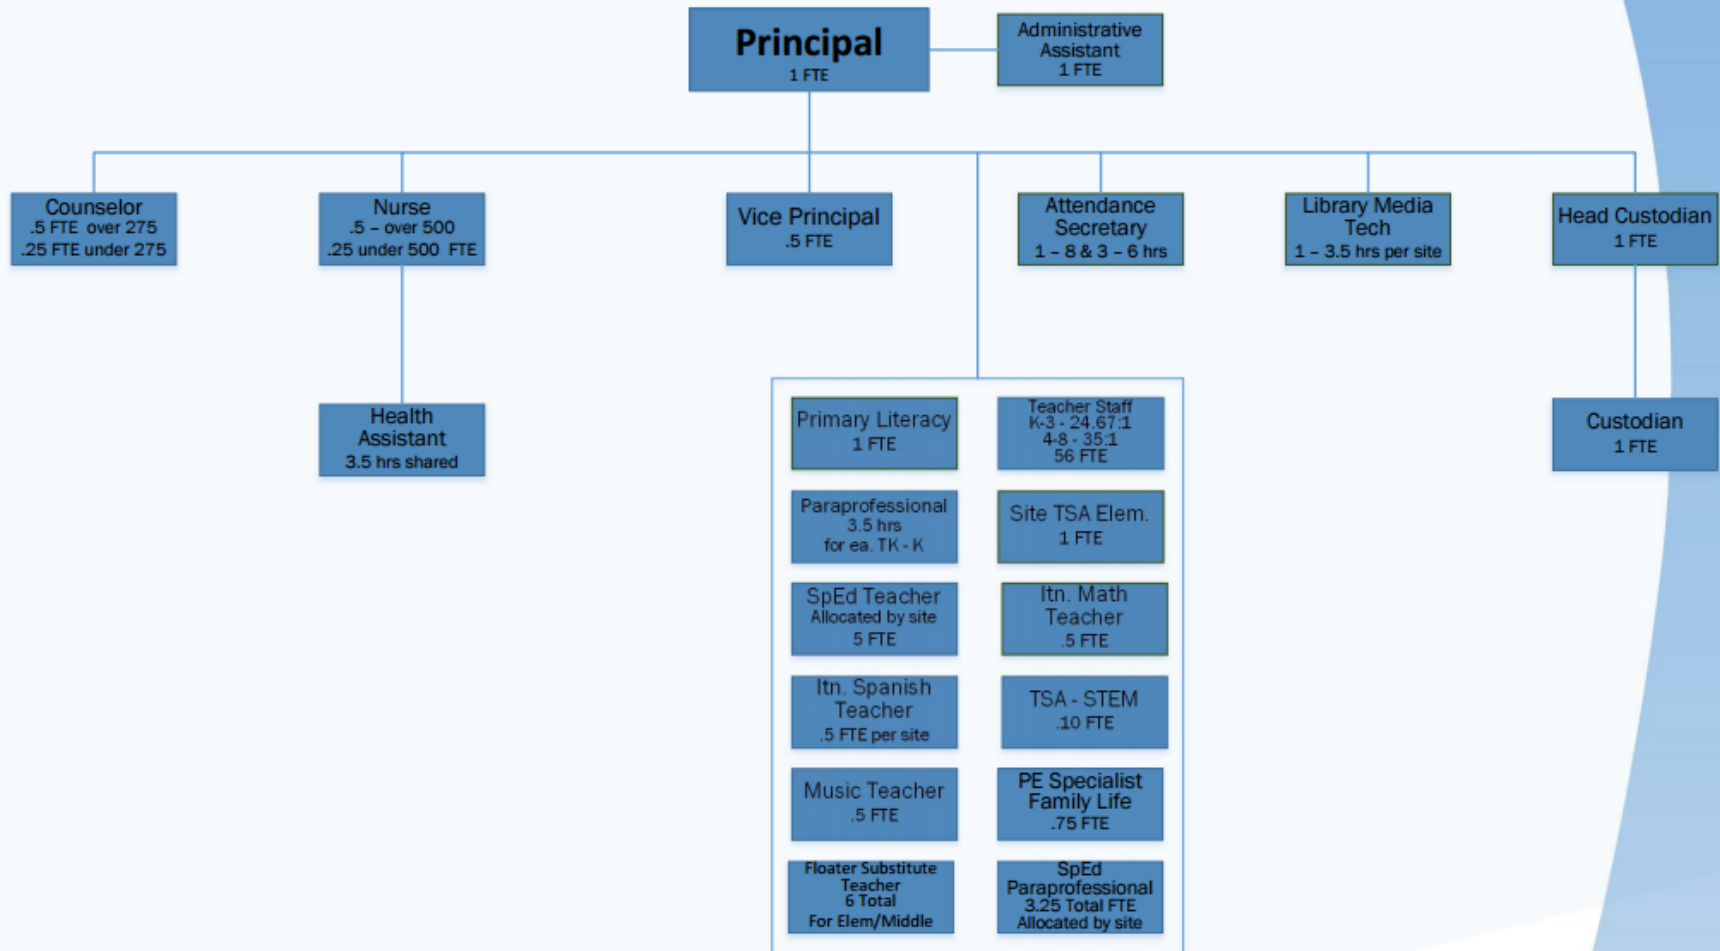 Principal
1 FTE
Administrative
Assistant
1 FTE
Counselor
.5 FTE over 275
.25 FTE under 275
Nurse
.5 – over 500
.25 under 500 FTE
Vice Principal
.5 FTE
Attendance
Secretary
1 – 8 & 3 – 6 hrs
Library Media
Tech
1 – 3.5 hrs per site
Head Custodian
1 FTE
Health
Assistant
3.5 hrs shared
Custodian
1 FTE
Primary Literacy
1 FTE
Teacher Staff
K-3 - 24.67:1
4-8 - 35:1
56 FTE
Paraprofessional
3.5 hrs
for ea. TK - K
Site TSA Elem.
1 FTE
SpEd Teacher
Allocated by site
5 FTE
Itn. Math
Teacher
.5 FTE
Itn. Spanish
Teacher
.5 FTE per site
TSA - STEM
.10 FTE
Music Teacher
.5 FTE
PE Specialist
Family Life
.75 FTE
Floater Substitute
Teacher
6 Total
For Elem/Middle
SpEd
Paraprofessional
3.25 Total FTE
Allocated by site